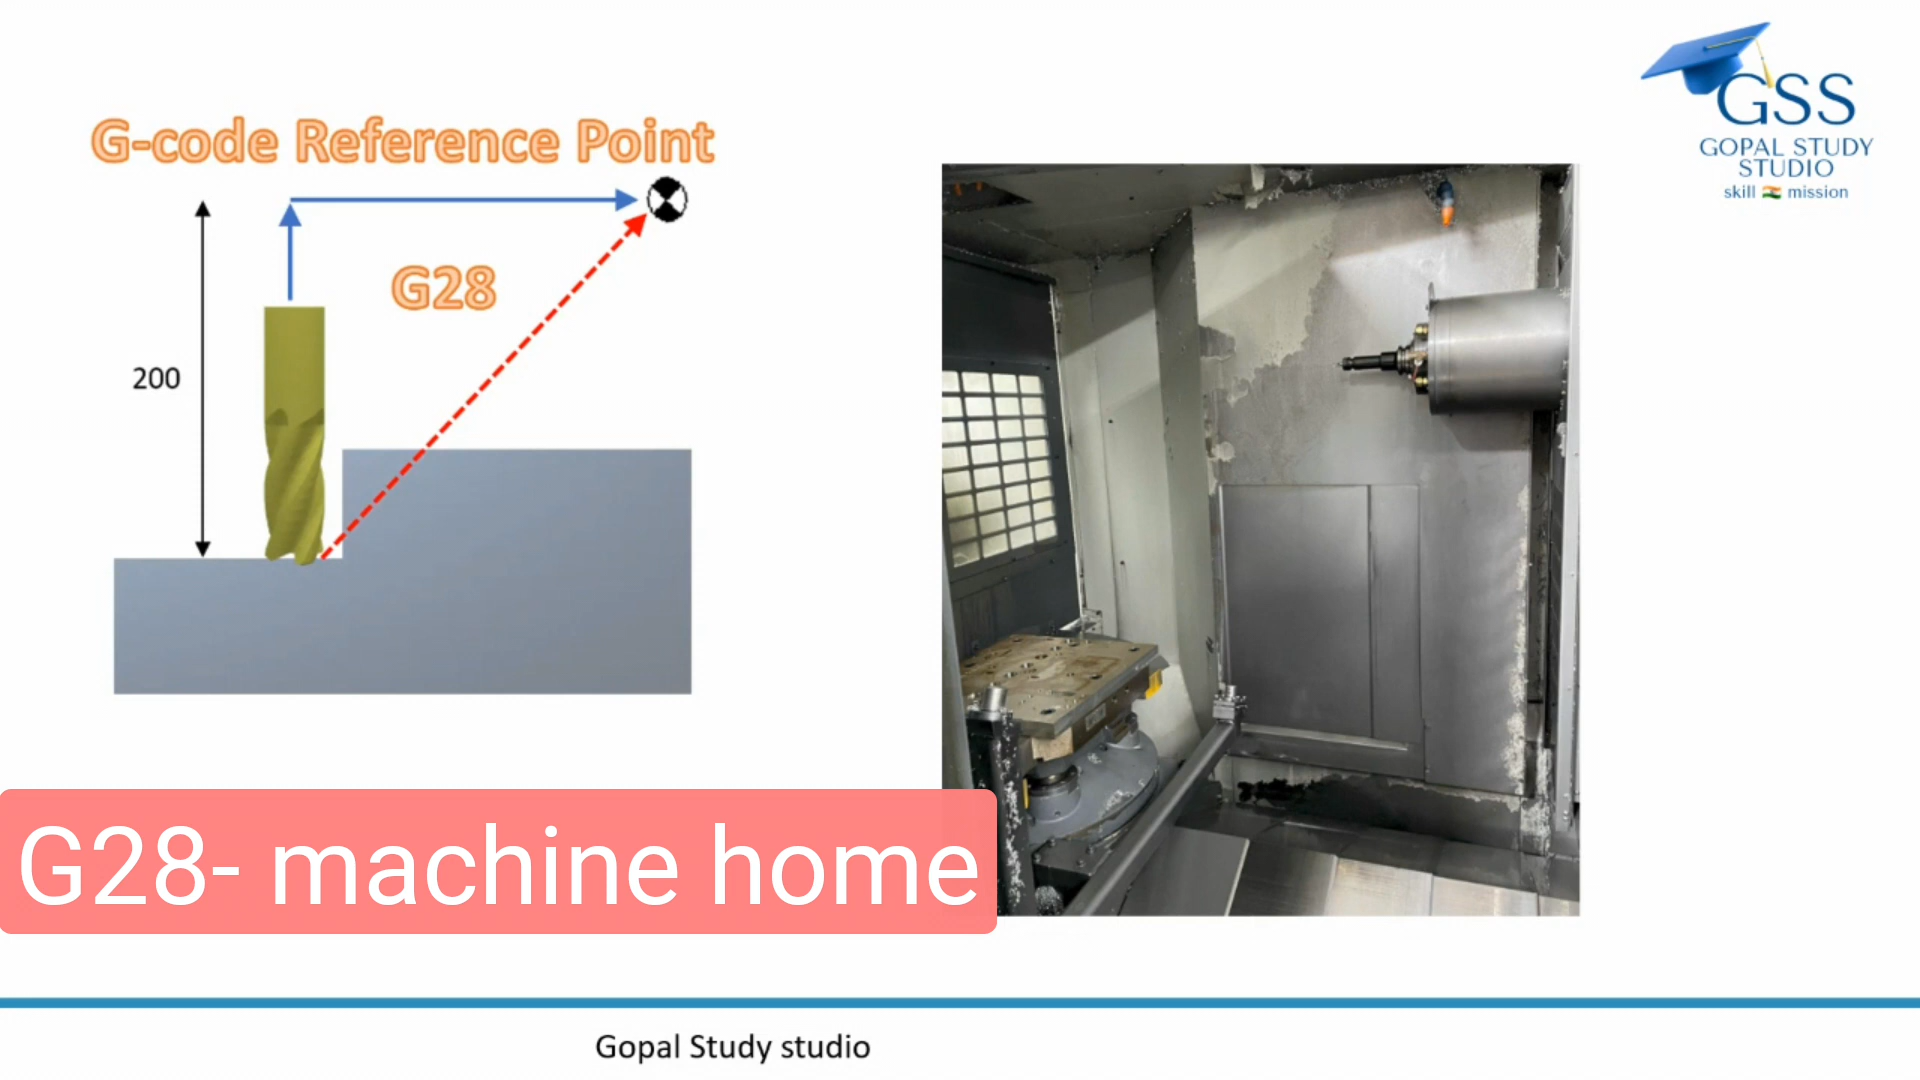 GSS
GOPAL STUDY
STUDIO
skill mission
G-code Reference Point
G28
200
G28- machine home
Gopal Study studio